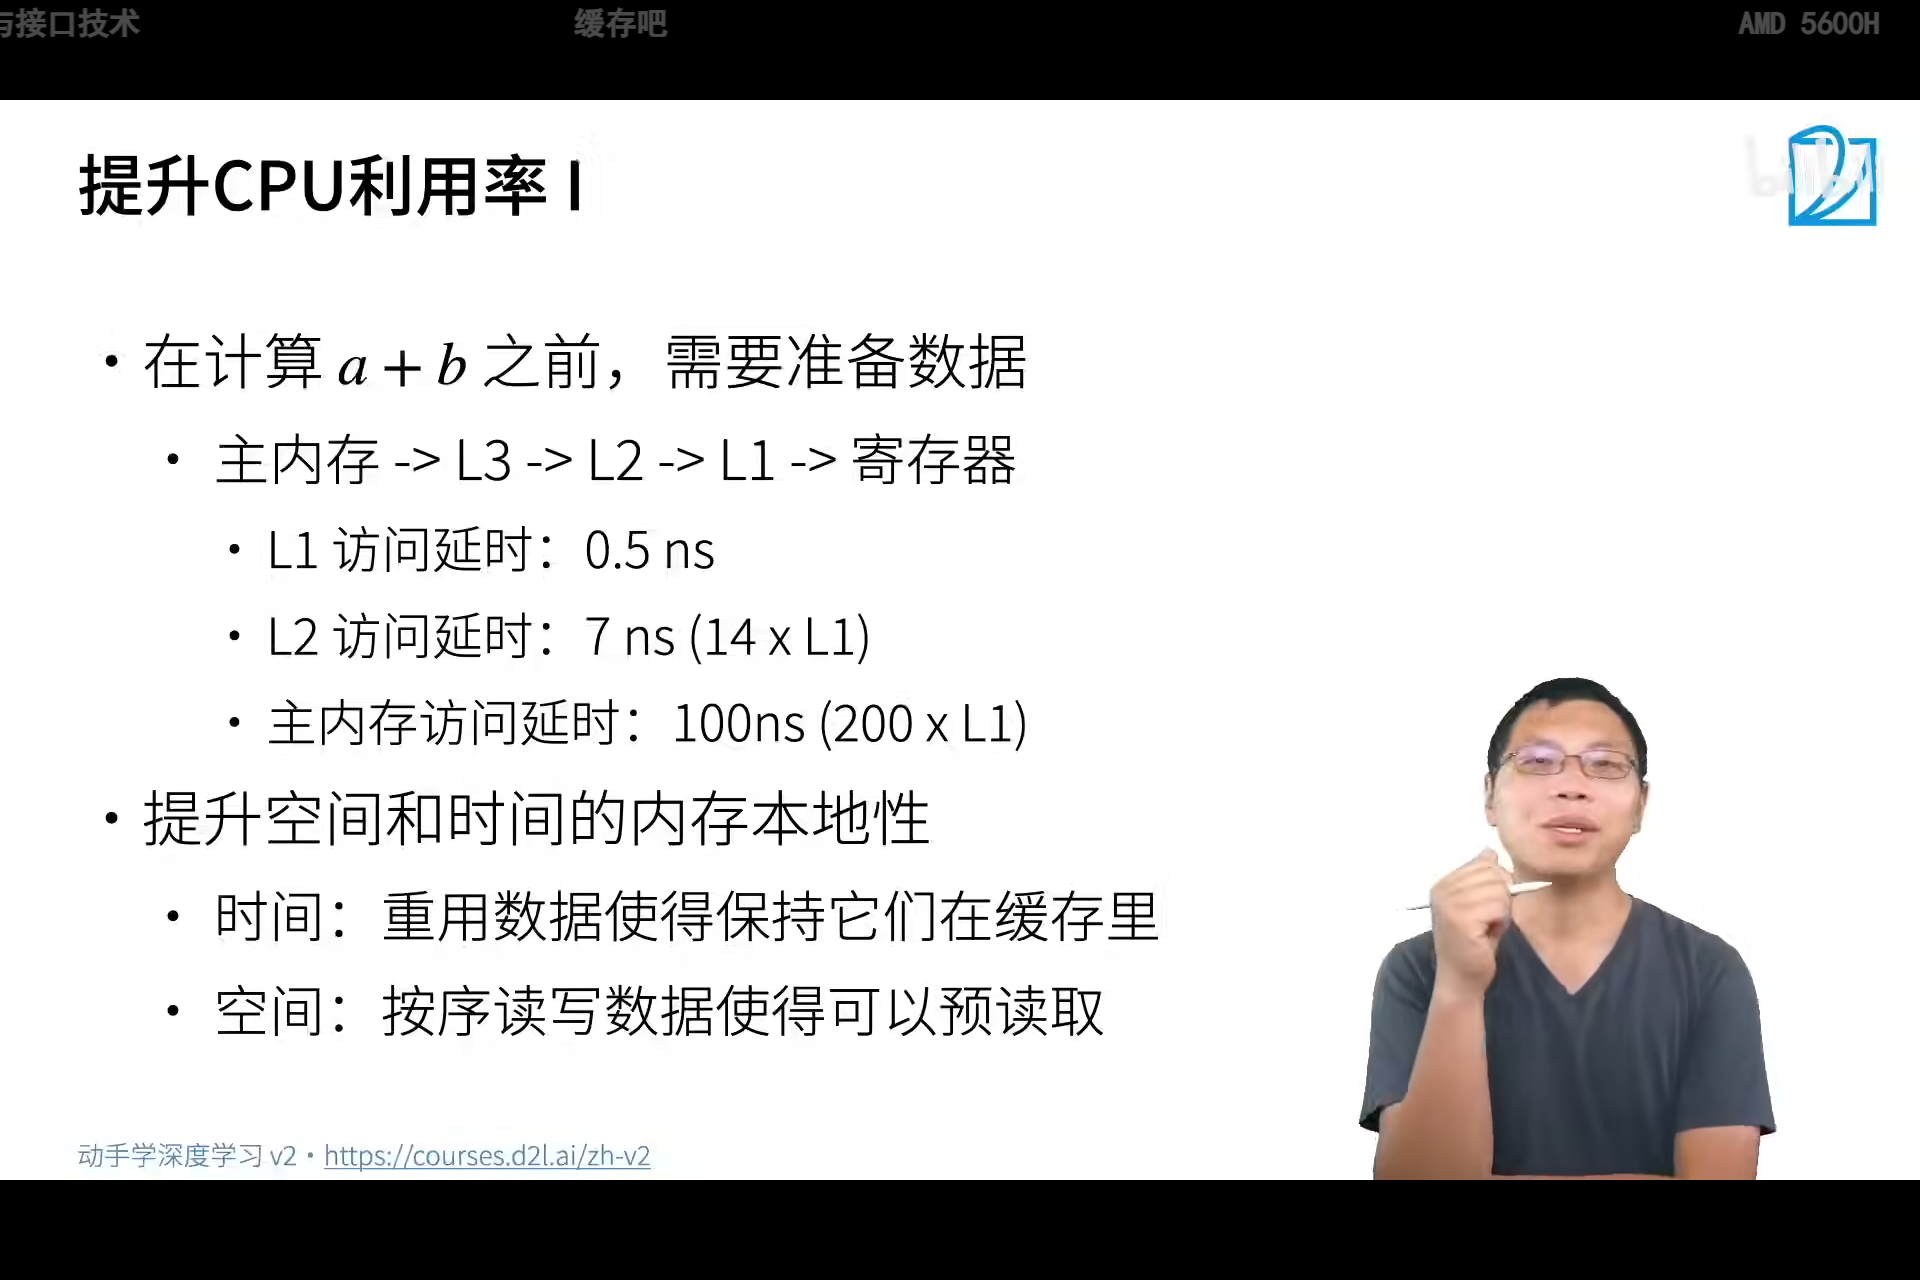 与接口技术
缓存吧
AMD 5600H
提升CPU利用率 I
• 在计算 a + b 之前，需要准备数据
• 主内存 -> L3 -> L2 -> L1 -> 寄存器
• L1 访问延时：0.5 ns
• L2 访问延时：7 ns (14 x L1)
• 主内存访问延时：100ns (200 x L1)
• 提升空间和时间的内存本地性
• 时间：重用数据使得保持它们在缓存里
• 空间：按序读写数据使得可以预读取
动手学深度学习 v2 • https://courses.d2l.ai/zh-v2